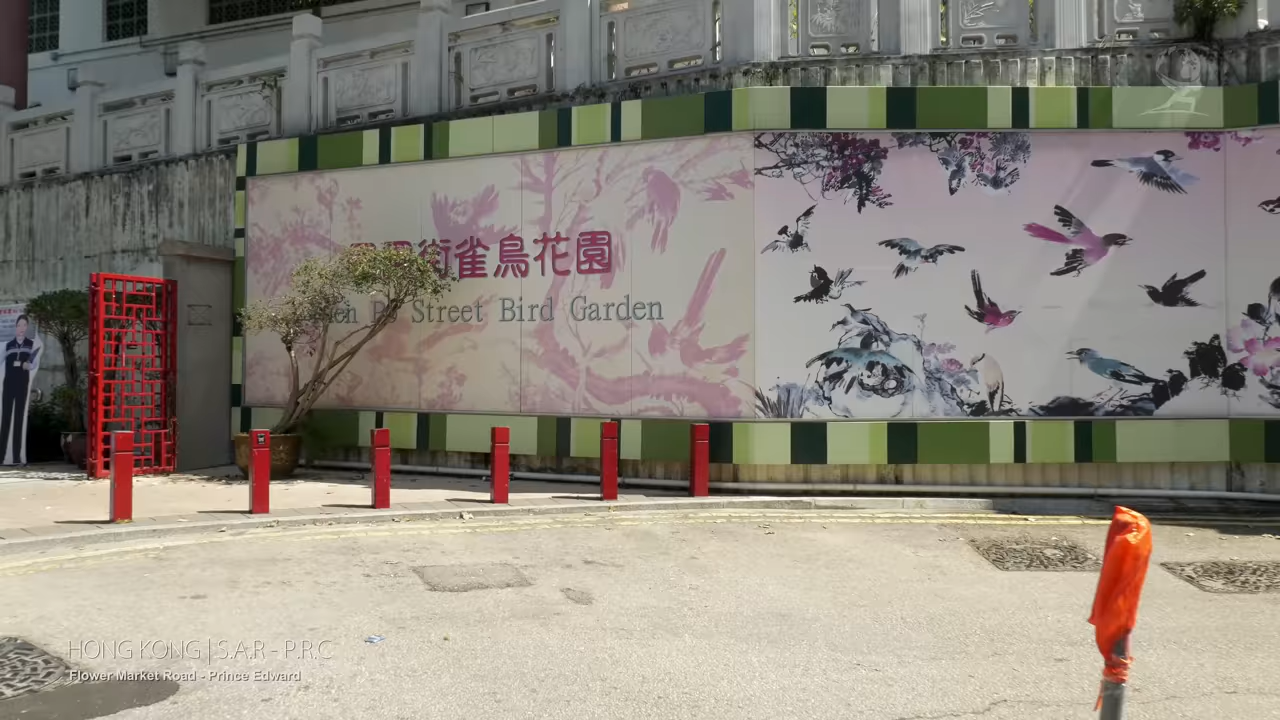 街雀鳥花園
Street Bird Garden
HONG KONG | S.A.R - P.R.C
Flower Market Road - Prince Edward